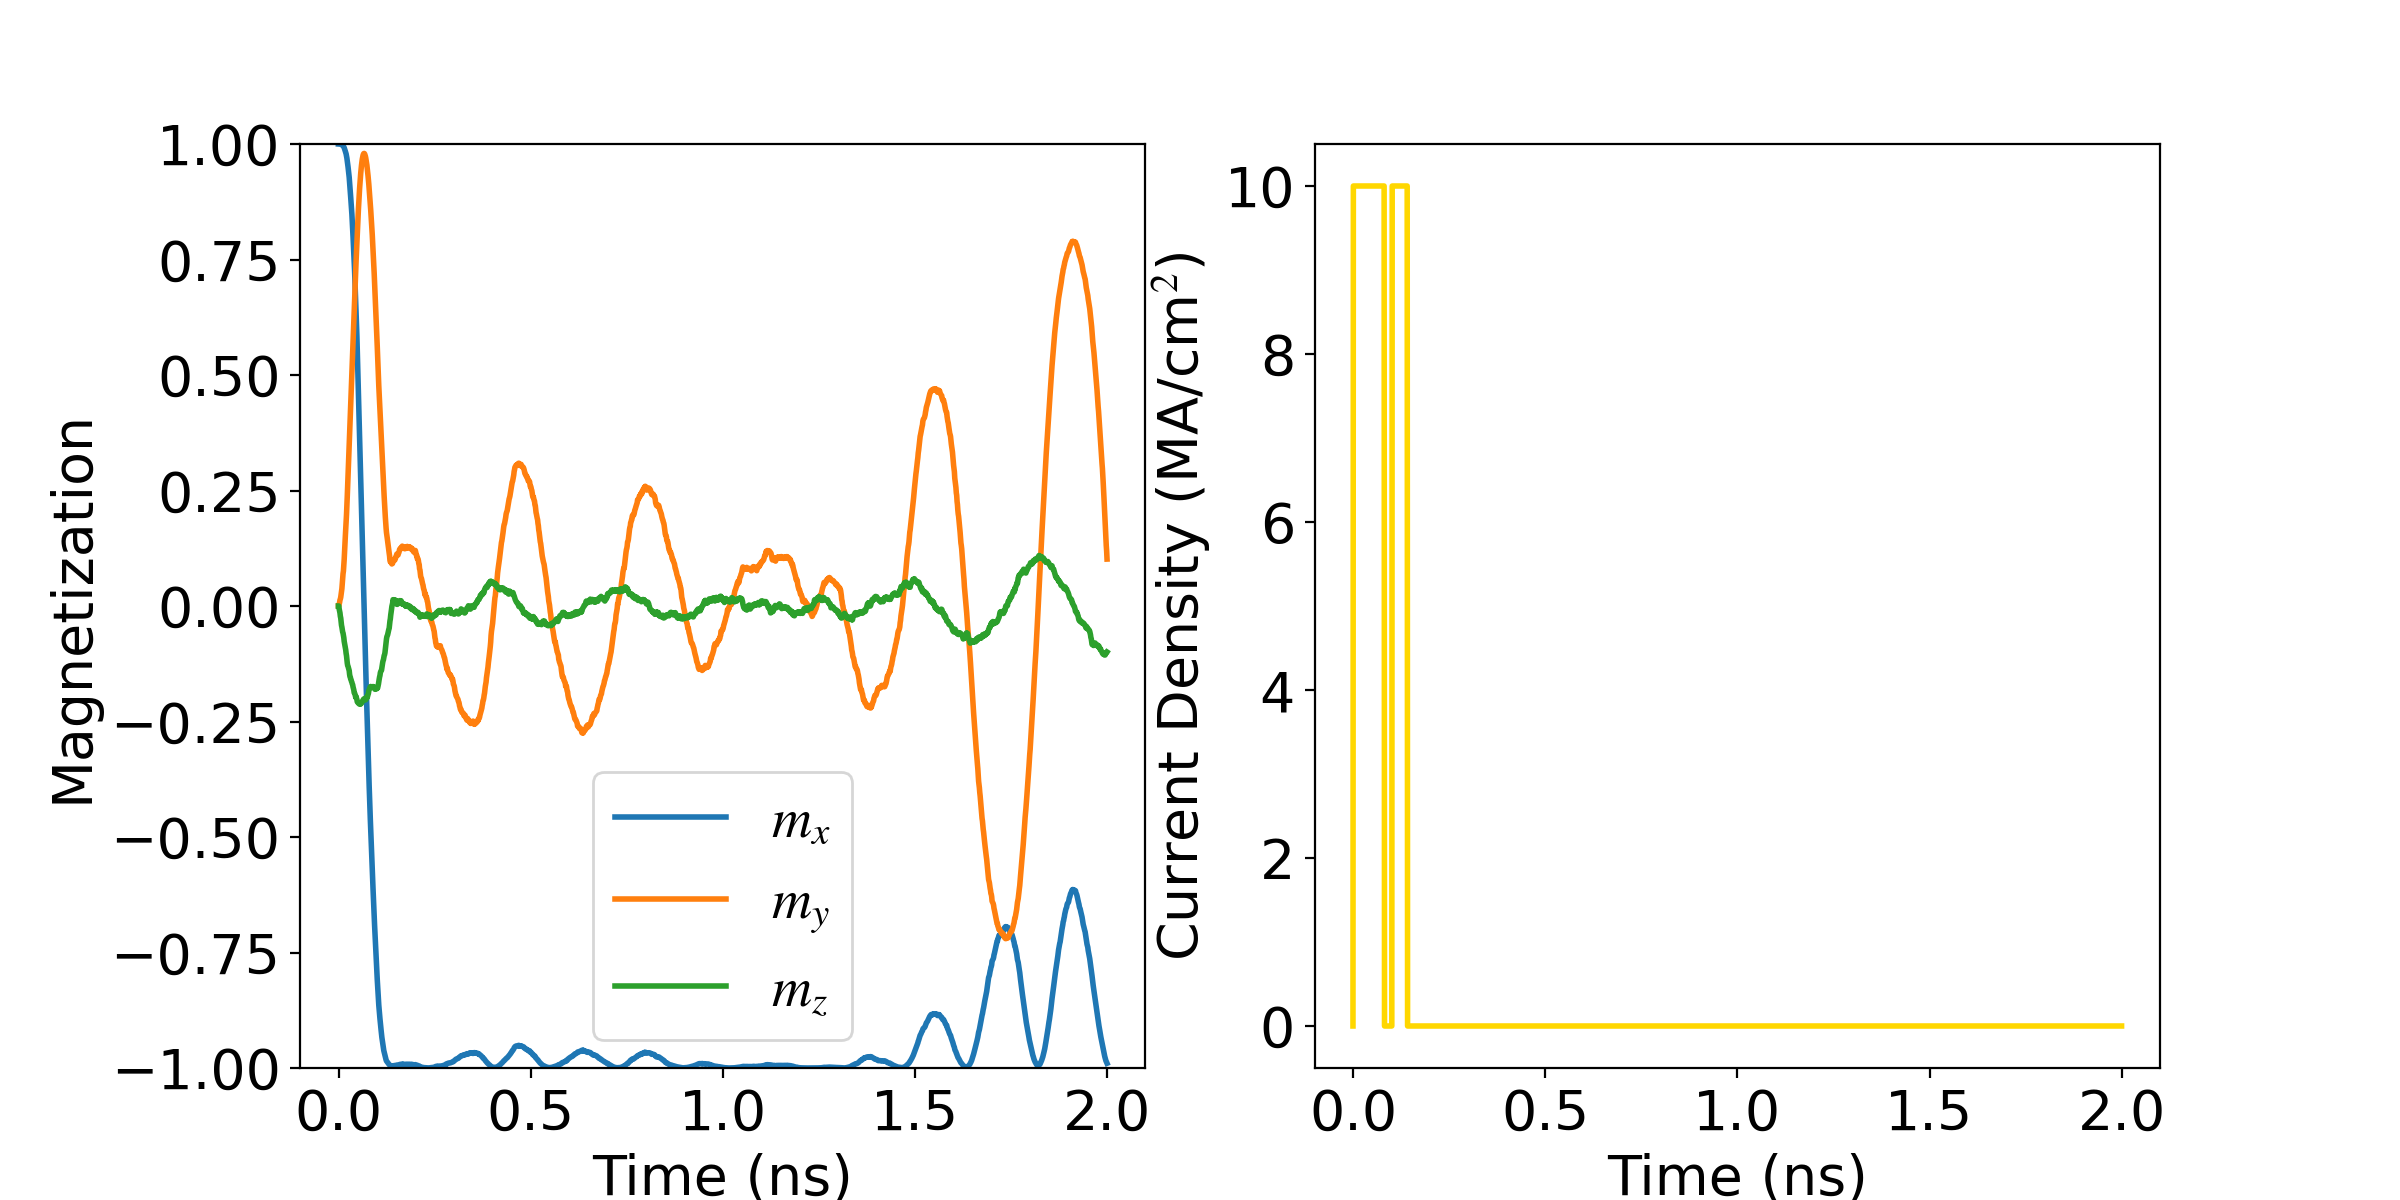 Magnetization
1.00
0.75
0.50
0.25
0.00
−0.25
−0.50
−0.75
−1.00
0.0 0.5 1.0 1.5 2.0
Time (ns)
m_x
m_y
m_z
Current Density (MA/cm²)
10
8
6
4
2
0
0.0 0.5 1.0 1.5 2.0
Time (ns)